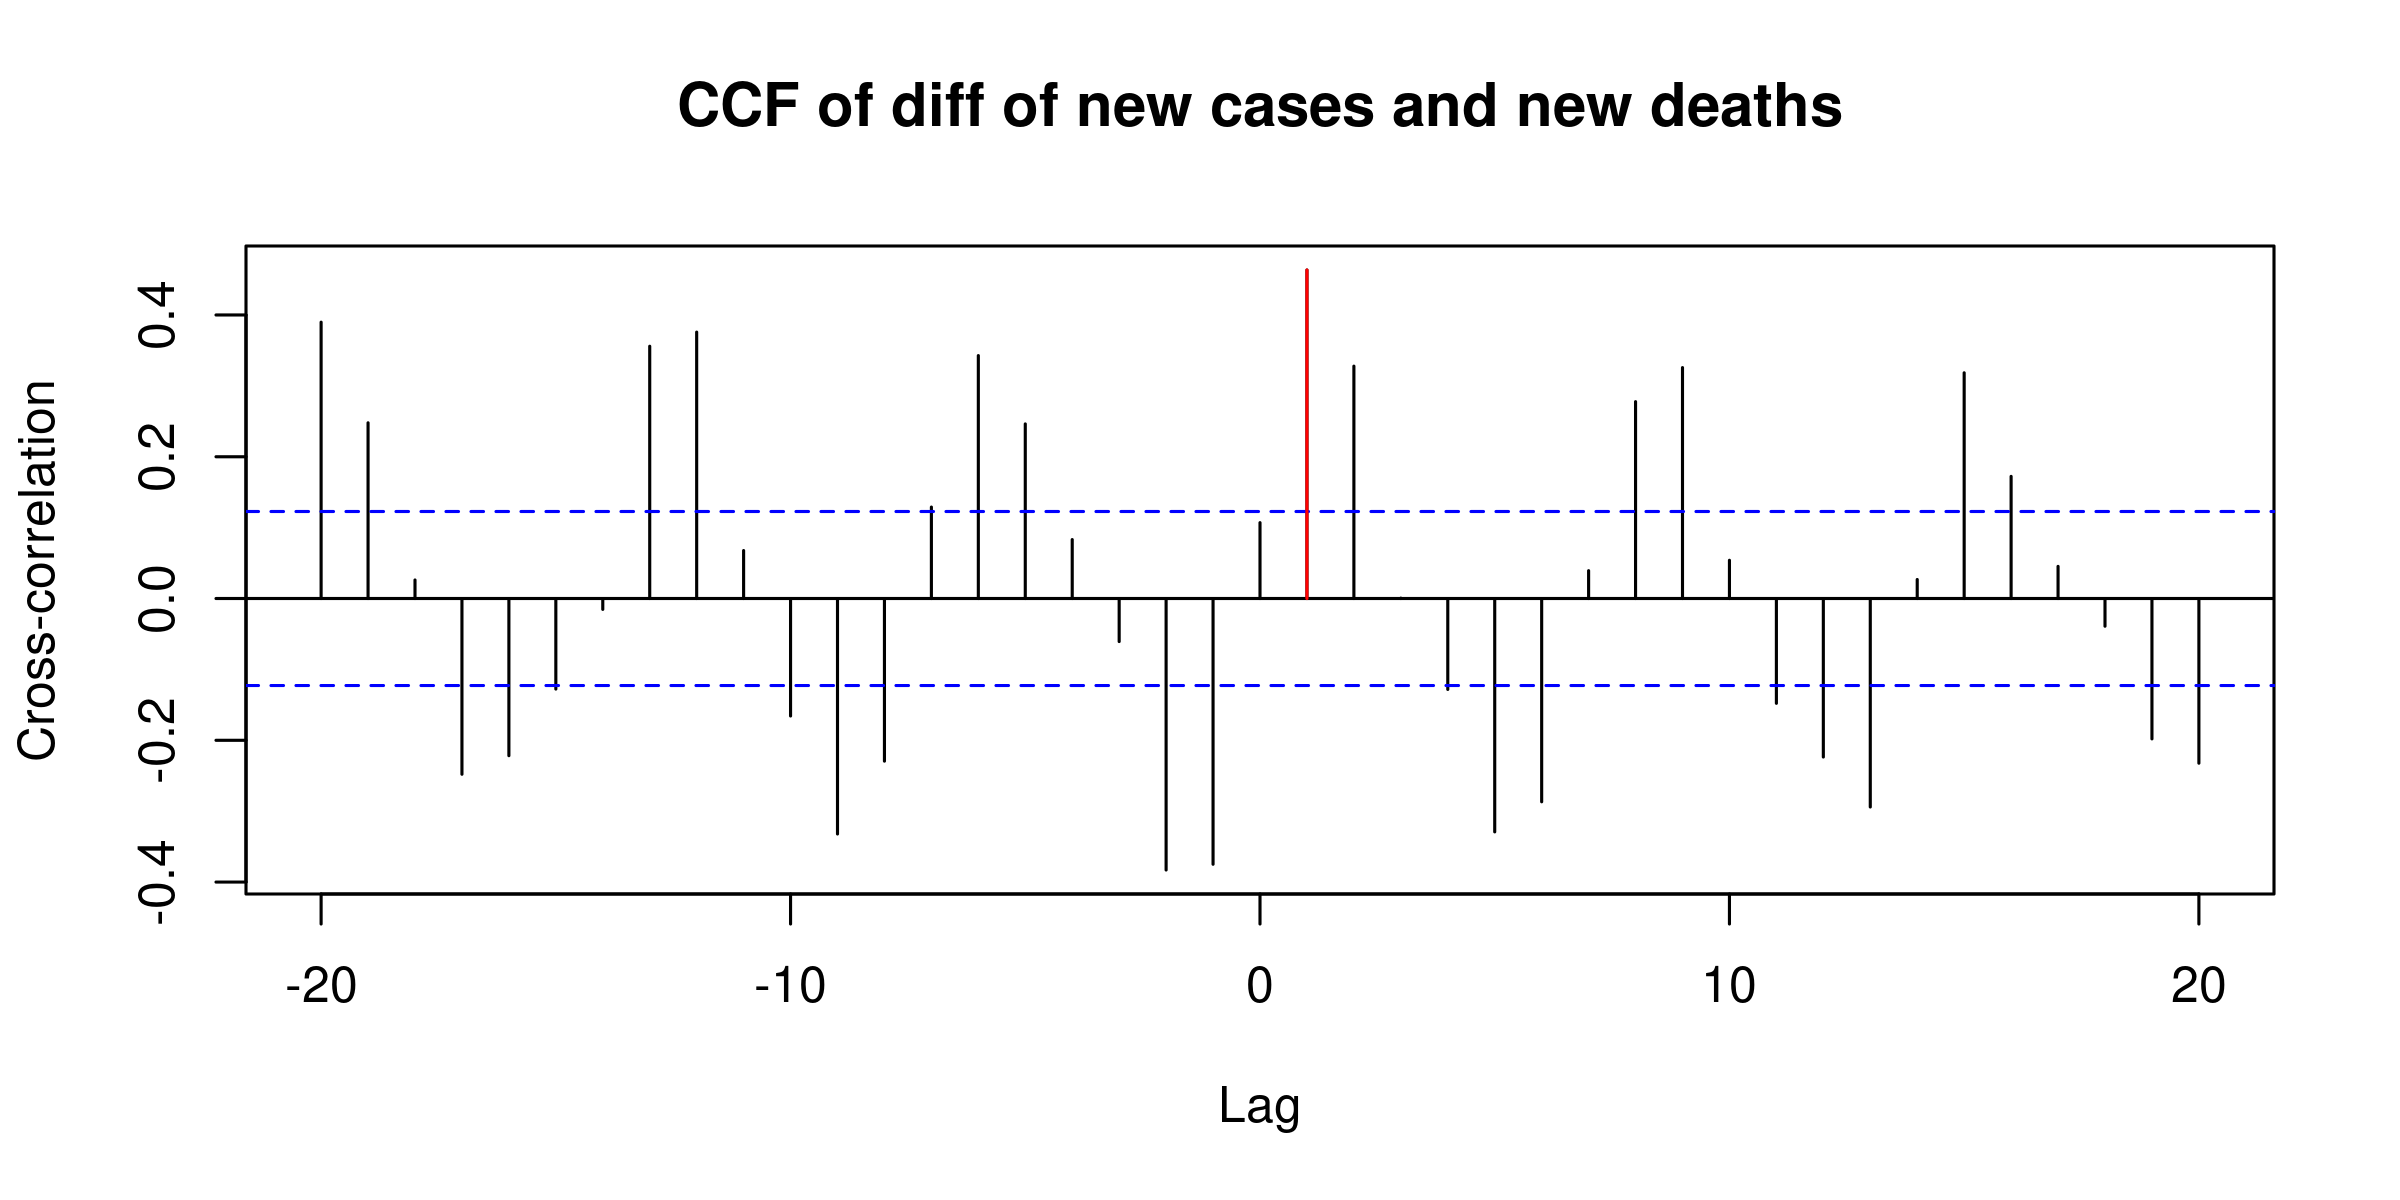 CCF of diff of new cases and new deaths
Cross-correlation
0.4
0.2
0.0
-0.2
-0.4
-20 -10 0 10 20
Lag